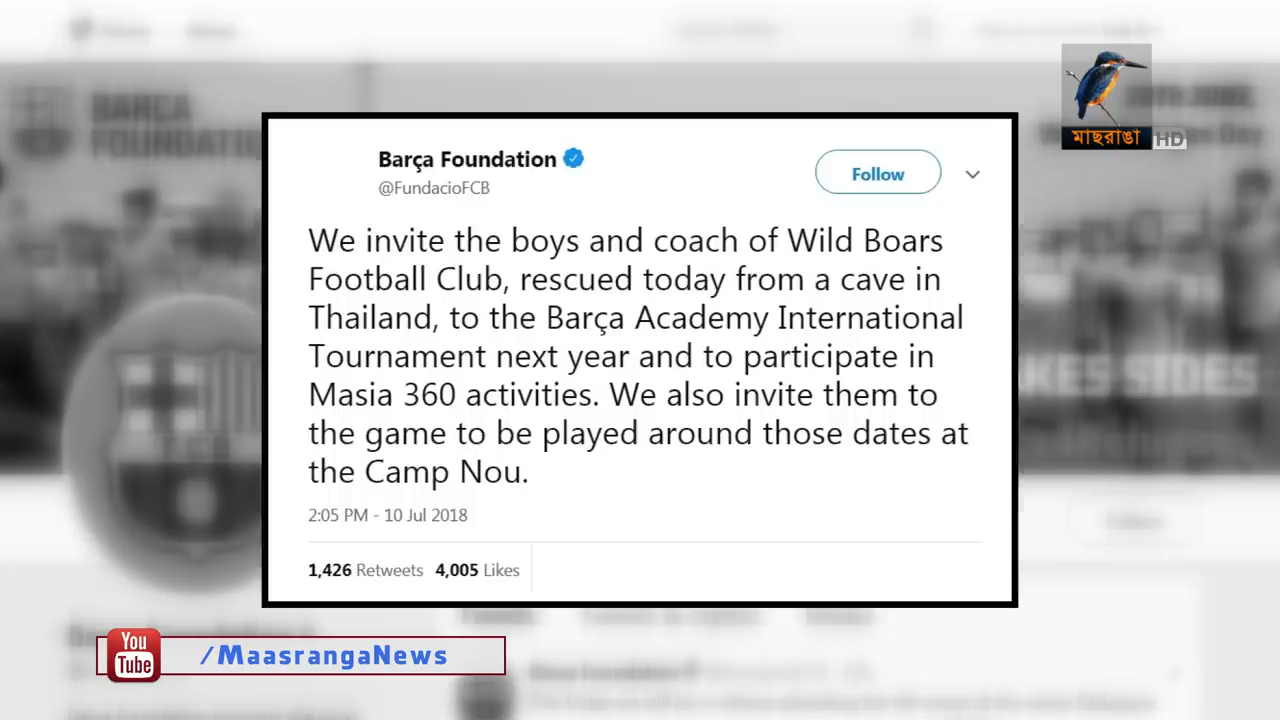 BARÇA
FOUNDATION
মাছরাঙা HD
Barça Foundation
@FundacioFCB
Follow
We invite the boys and coach of Wild Boars
Football Club, rescued today from a cave in
Thailand, to the Barça Academy International
Tournament next year and to participate in
Masia 360 activities. We also invite them to
the game to be played around those dates at
the Camp Nou.
2:05 PM - 10 Jul 2018
1,426 Retweets 4,005 Likes
You
Tube
/MaasrangaNews